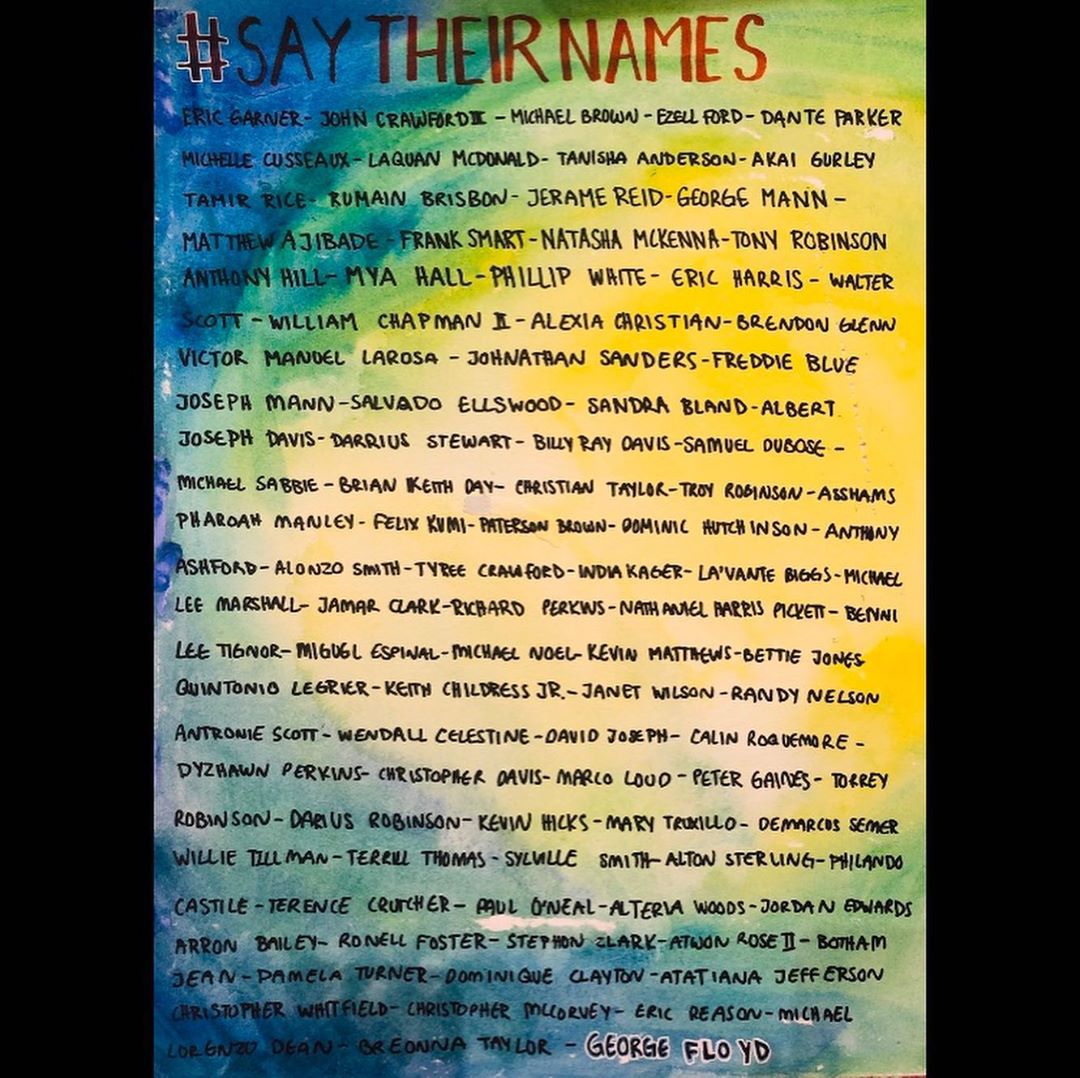 #SAY THEIR NAMES
ERIC GARNER - JOHN CRAWFORD III - MICHAEL BROWN - EZELL FORD - DANTE PARKER
MICHELLE CUSSEAUX - LAQUAN MCDONALD - TANISHA ANDERSON - AKAI GURLEY
TAMIR RICE - RUMAIN BRISBON - JERAME REID - GEORGE MANN -
MATTHEW AJIBADE - FRANK SMART - NATASHA MCKENNA - TONY ROBINSON
ANTHONY HILL - MYA HALL - PHILLIP WHITE - ERIC HARRIS - WALTER
SCOTT - WILLIAM CHAPMAN II - ALEXIA CHRISTIAN - BRENDON GLENN
VICTOR MANUEL LAROSA - JOHNATHAN SANDERS - FREDDIE BLUE
JOSEPH MANN - SALVADO ELLSWOOD - SANDRA BLAND - ALBERT
JOSEPH DAVIS - DARRIUS STEWART - BILLY RAY DAVIS - SAMUEL DUBOSE -
MICHAEL SABBIE - BRIAN KEITH DAY - CHRISTIAN TAYLOR - TROY ROBINSON - ASSHAMS
PHAROAH MANLEY - FELIX KUMI - PATERSON BROWN - DOMINIC HUTCHINSON - ANTHONY
ASHFORD - ALONZO SMITH - TYREE CRAWFORD - INDIA KAGER - LA'VANTE BIGGS - MICHAEL
LEE MARSHALL - JAMAR CLARK - RICHARD PERKINS - NATHANIEL HARRIS PICKETT - BENNI
LEE TIGNOR - MIGUEL ESPINAL - MICHAEL NOEL - KEVIN MATTHEWS - BETTIE JONES
QUINTONIO LEGRIER - KEITH CHILDRESS JR. - JANET WILSON - RANDY NELSON
ANTRONIE SCOTT - WENDALL CELESTINE - DAVID JOSEPH - CALIN ROQUEMORE -
DYZHAWN PERKINS - CHRISTOPHER DAVIS - MARCO LOUD - PETER GAINES - TORREY
ROBINSON - DARIUS ROBINSON - KEVIN HICKS - MARY TRUXILLO - DEMARCUS SEMER
WILLIE TILLMAN - TERRILL THOMAS - SYLVILLE SMITH - ALTON STERLING - PHILANDO
CASTILE - TERENCE CRUTCHER - PAUL O'NEAL - ALTERIA WOODS - JORDAN EDWARDS
ARRON BAILEY - RONELL FOSTER - STEPHON CLARK - ATWON ROSE II - BOTHAM
JEAN - PAMELA TURNER - DOMINIQUE CLAYTON - ATATIANA JEFFERSON
CHRISTOPHER WHITFIELD - CHRISTOPHER MCCORVEY - ERIC REASON - MICHAEL
LORENZO DEAN - BREONNA TAYLOR - GEORGE FLOYD